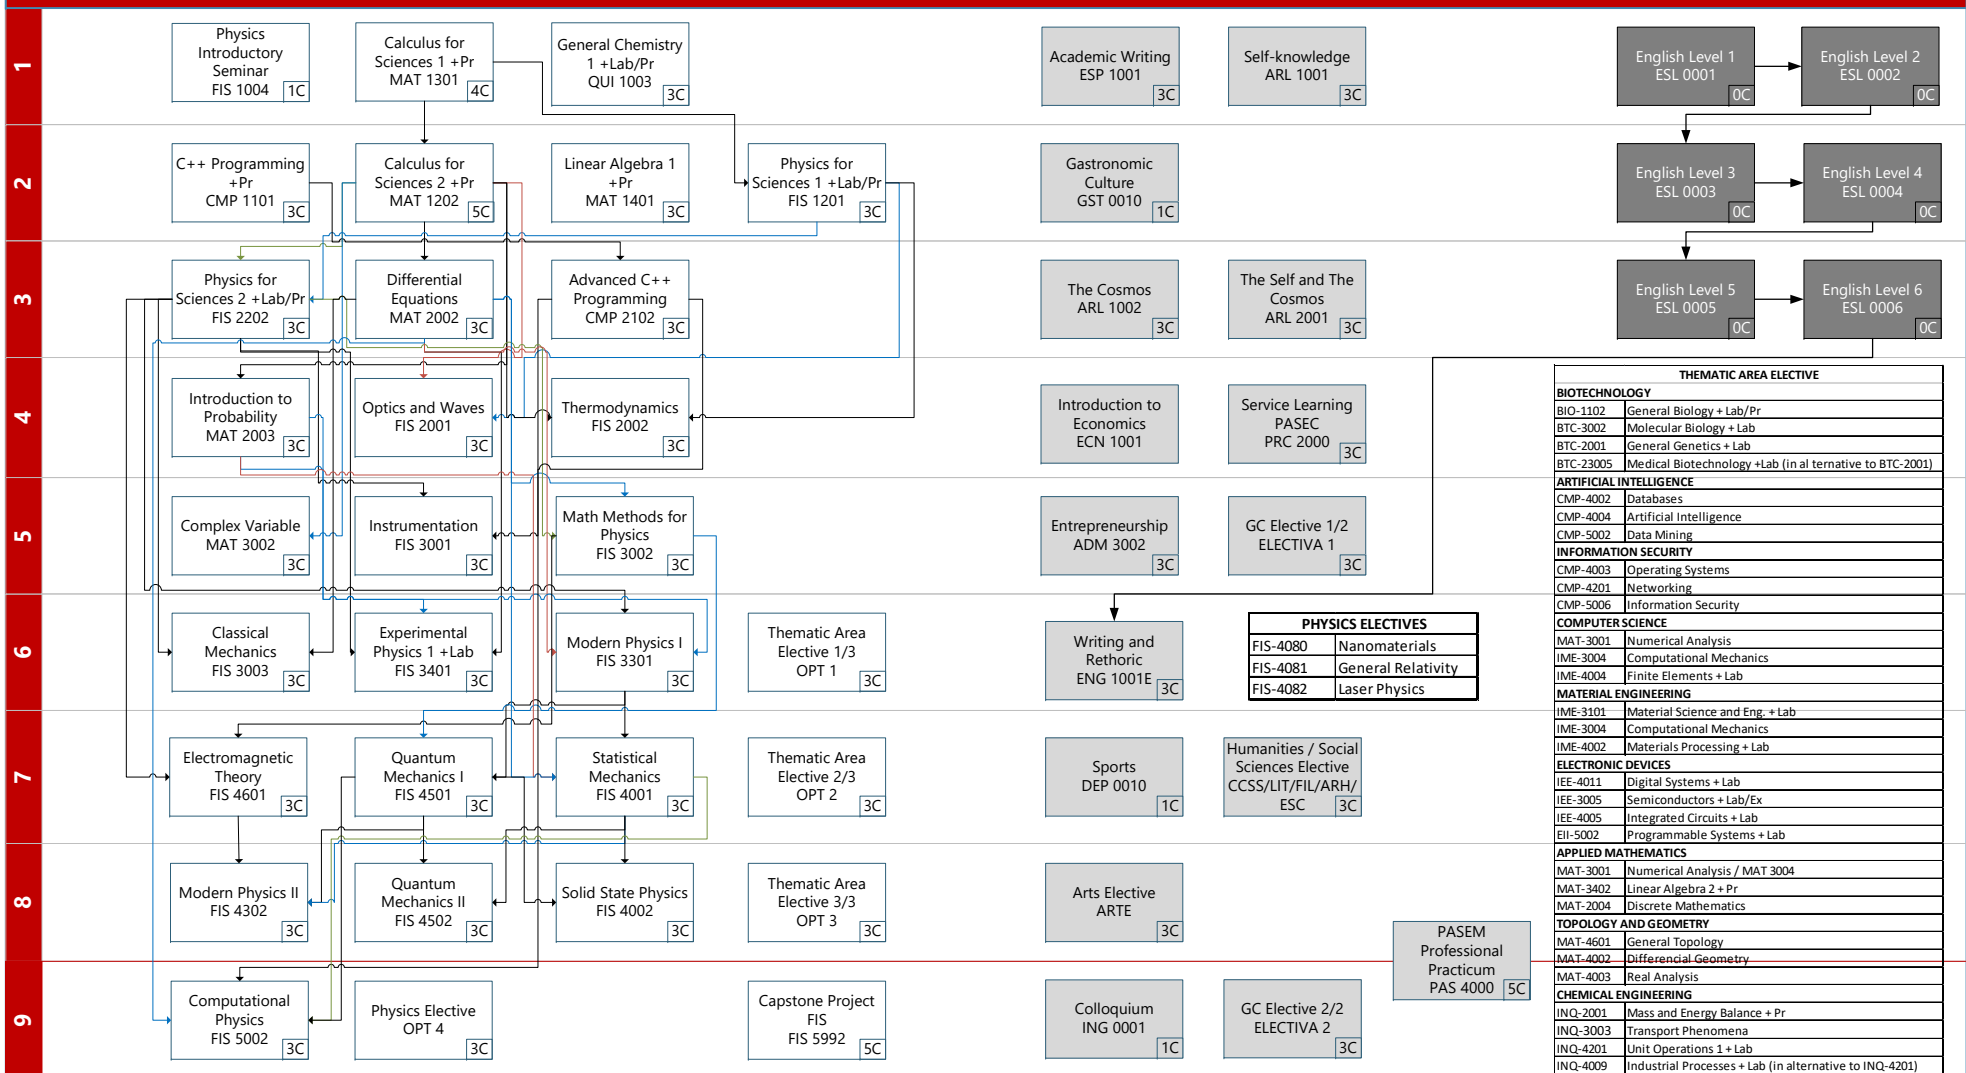 1
Physics
Introductory
Seminar
FIS 1004
1C
Calculus for
Sciences 1 +Pr
MAT 1301
4C
General Chemistry
1 +Lab/Pr
QUI 1003
3C
Academic Writing
ESP 1001
3C
Self-knowledge
ARL 1001
3C
English Level 1
ESL 0001
0C
English Level 2
ESL 0002
0C
2
C++ Programming
+Pr
CMP 1101
3C
Calculus for
Sciences 2 +Pr
MAT 1202
5C
Linear Algebra 1
+Pr
MAT 1401
3C
Physics for
Sciences 1 +Lab/Pr
FIS 1201
3C
Gastronomic
Culture
GST 0010
1C
English Level 3
ESL 0003
0C
English Level 4
ESL 0004
0C
3
Physics for
Sciences 2 +Lab/Pr
FIS 2202
3C
Differential
Equations
MAT 2002
3C
Advanced C++
Programming
CMP 2102
3C
The Cosmos
ARL 1002
3C
The Self and The
Cosmos
ARL 2001
3C
English Level 5
ESL 0005
0C
English Level 6
ESL 0006
0C
4
Introduction to
Probability
MAT 2003
3C
Optics and Waves
FIS 2001
3C
Thermodynamics
FIS 2002
3C
Introduction to
Economics
ECN 1001
Service Learning
PASEC
PRC 2000
3C
5
Complex Variable
MAT 3002
3C
Instrumentation
FIS 3001
3C
Math Methods for
Physics
FIS 3002
3C
Entrepreneurship
ADM 3002
3C
GC Elective 1/2
ELECTIVA 1
3C
6
Classical
Mechanics
FIS 3003
3C
Experimental
Physics 1 +Lab
FIS 3401
3C
Modern Physics I
FIS 3301
3C
Thematic Area
Elective 1/3
OPT 1
3C
Writing and
Rethoric
ENG 1001E
3C
PHYSICS ELECTIVES
FIS-4080 Nanomaterials
FIS-4081 General Relativity
FIS-4082 Laser Physics
7
Electromagnetic
Theory
FIS 4601
3C
Quantum
Mechanics I
FIS 4501
3C
Statistical
Mechanics
FIS 4001
3C
Thematic Area
Elective 2/3
OPT 2
3C
Sports
DEP 0010
1C
Humanities / Social
Sciences Elective
CCSS/LIT/FIL/ARH/
ESC
3C
8
Modern Physics II
FIS 4302
3C
Quantum
Mechanics II
FIS 4502
3C
Solid State Physics
FIS 4002
3C
Thematic Area
Elective 3/3
OPT 3
3C
Arts Elective
ARTE
3C
PASEM
Professional
Practicum
PAS 4000
5C
9
Computational
Physics
FIS 5002
3C
Physics Elective
OPT 4
3C
Capstone Project
FIS
FIS 5992
5C
Colloquium
ING 0001
1C
GC Elective 2/2
ELECTIVA 2
3C
THEMATIC AREA ELECTIVE
BIOTECHNOLOGY
BIO-1102 General Biology + Lab/Pr
BTC-3002 Molecular Biology + Lab
BTC-2001 General Genetics + Lab
BTC-23005 Medical Biotechnology +Lab (in al ternative to BTC-2001)
ARTIFICIAL INTELLIGENCE
CMP-4002 Databases
CMP-4004 Artificial Intelligence
CMP-5002 Data Mining
INFORMATION SECURITY
CMP-4003 Operating Systems
CMP-4201 Networking
CMP-5006 Information Security
COMPUTER SCIENCE
MAT-3001 Numerical Analysis
IME-3004 Computational Mechanics
IME-4004 Finite Elements + Lab
MATERIAL ENGINEERING
IME-3101 Material Science and Eng. + Lab
IME-3004 Computational Mechanics
IME-4002 Materials Processing + Lab
ELECTRONIC DEVICES
IEE-4011 Digital Systems + Lab
IEE-3005 Semiconductors + Lab/Ex
IEE-4005 Integrated Circuits + Lab
EII-5002 Programmable Systems + Lab
APPLIED MATHEMATICS
MAT-3001 Numerical Analysis / MAT 3004
MAT-3402 Linear Algebra 2 + Pr
MAT-2004 Discrete Mathematics
TOPOLOGY AND GEOMETRY
MAT-4601 General Topology
MAT-4002 Differencial Geometry
MAT-4003 Real Analysis
CHEMICAL ENGINEERING
INQ-2001 Mass and Energy Balance + Pr
INQ-3003 Transport Phenomena
INQ-4201 Unit Operations 1 + Lab
INQ-4009 Industrial Processes + Lab (in alternative to INQ-4201)